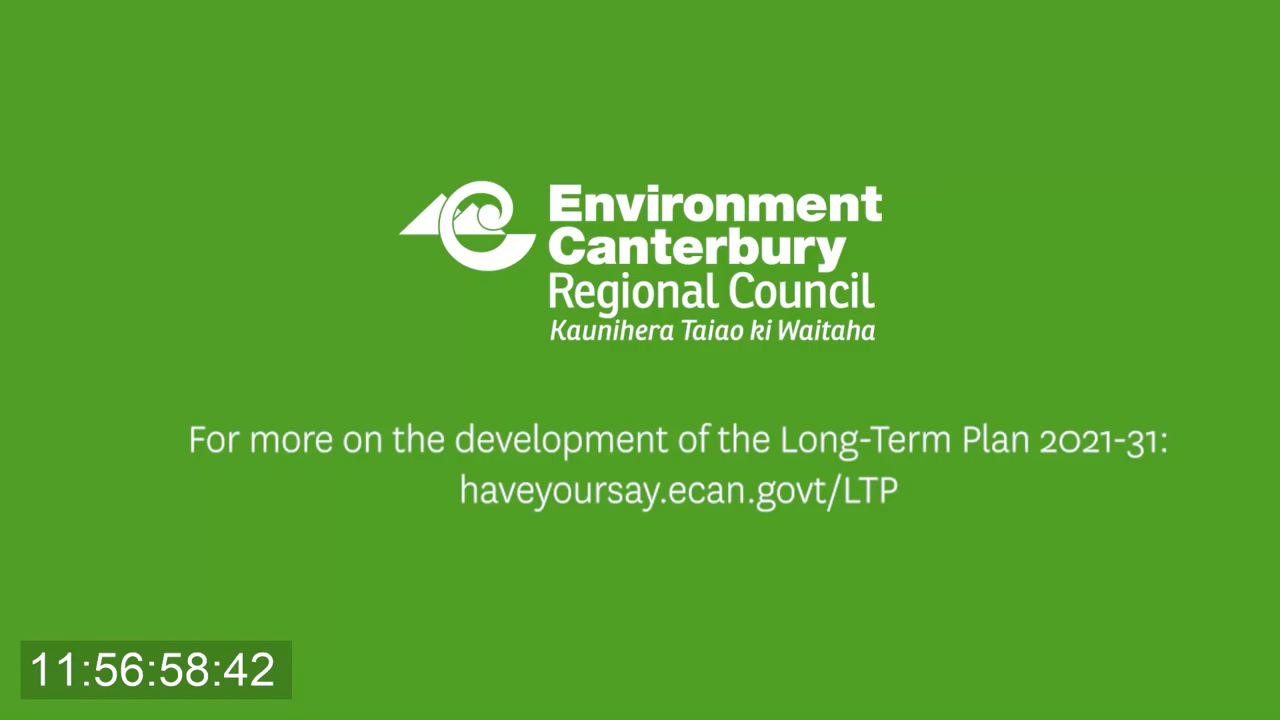 Environment
Canterbury
Regional Council
Kaunihera Taiao ki Waitaha
For more on the development of the Long-Term Plan 2021-31:
haveyoursay.ecan.govt/LTP
11:56:58:42